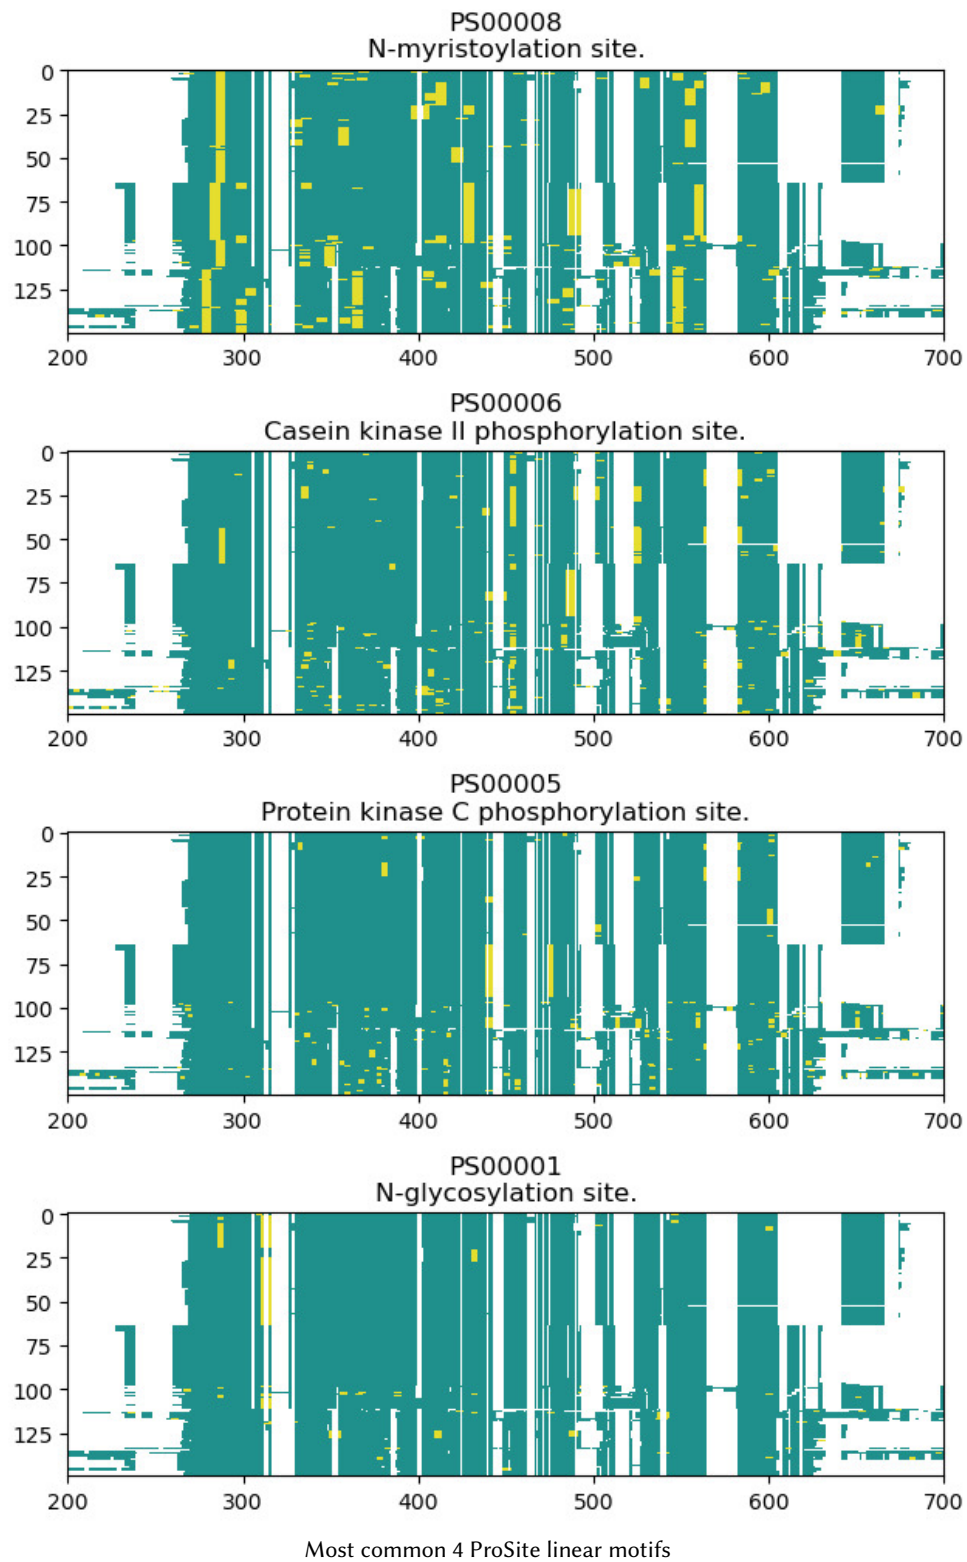 PS00008
N-myristoylation site.
0
25
50
75
100
125
200 300 400 500 600 700
PS00006
Casein kinase II phosphorylation site.
0
25
50
75
100
125
200 300 400 500 600 700
PS00005
Protein kinase C phosphorylation site.
0
25
50
75
100
125
200 300 400 500 600 700
PS00001
N-glycosylation site.
0
25
50
75
100
125
200 300 400 500 600 700
Most common 4 ProSite linear motifs